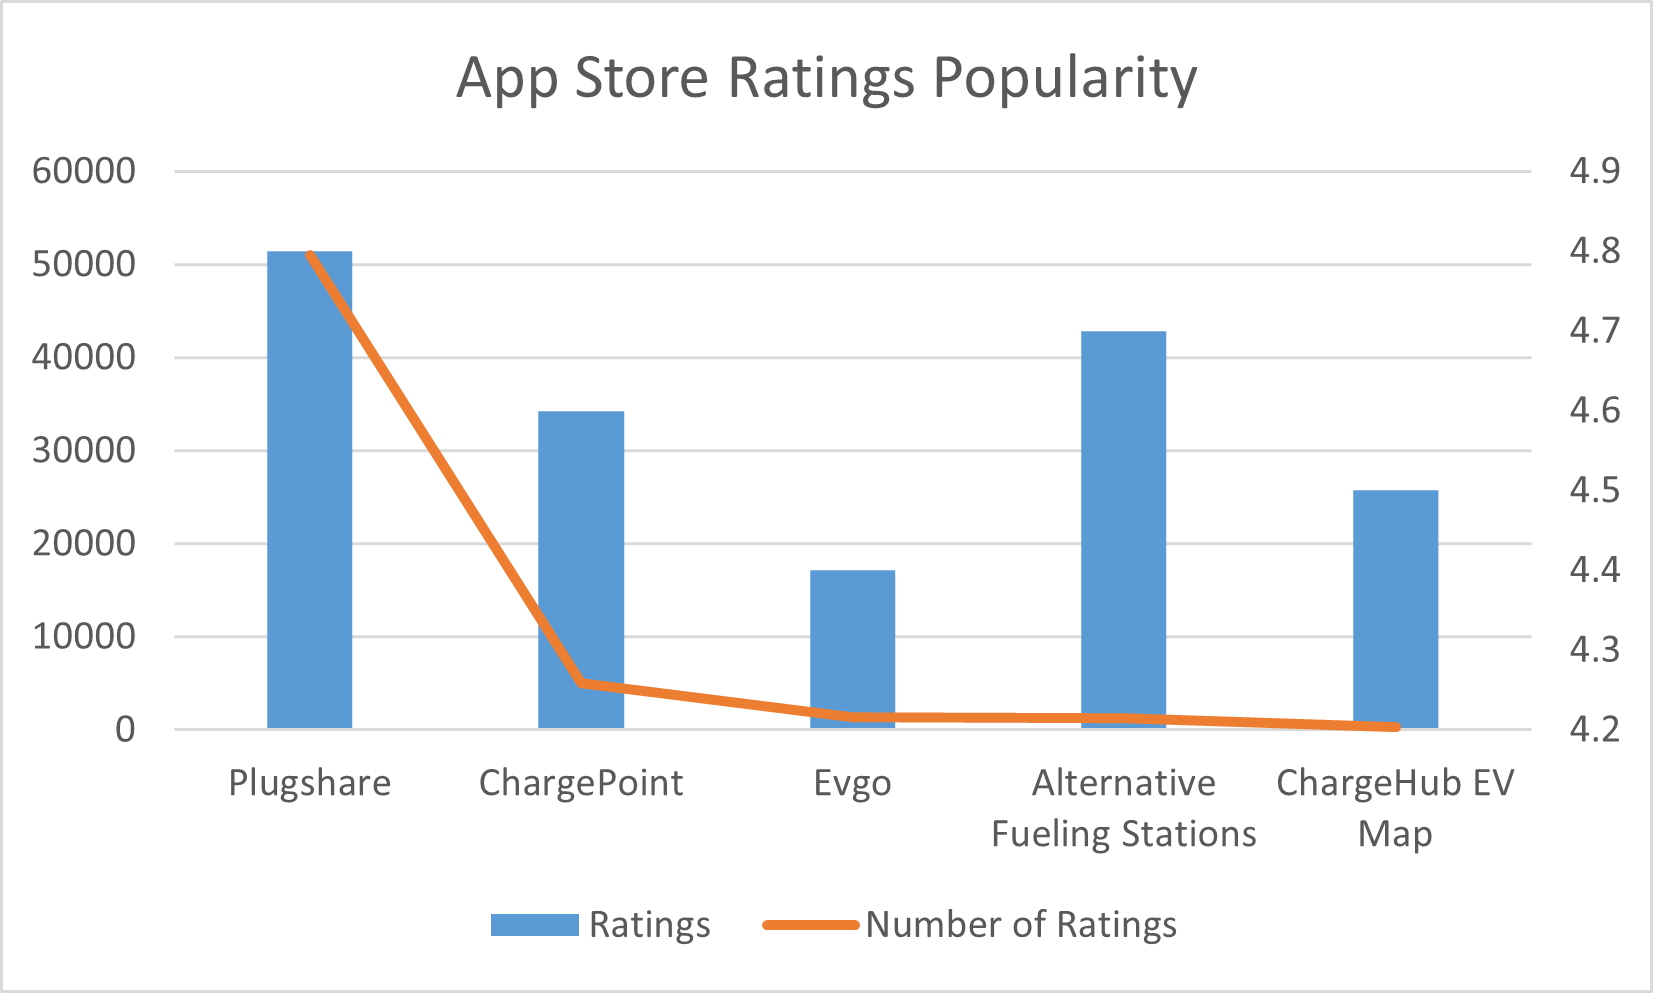 App Store Ratings Popularity
60000
50000
40000
30000
20000
10000
0
4.9
4.8
4.7
4.6
4.5
4.4
4.3
4.2
Plugshare
ChargePoint
Evgo
Alternative
Fueling Stations
ChargeHub EV
Map
Ratings
Number of Ratings